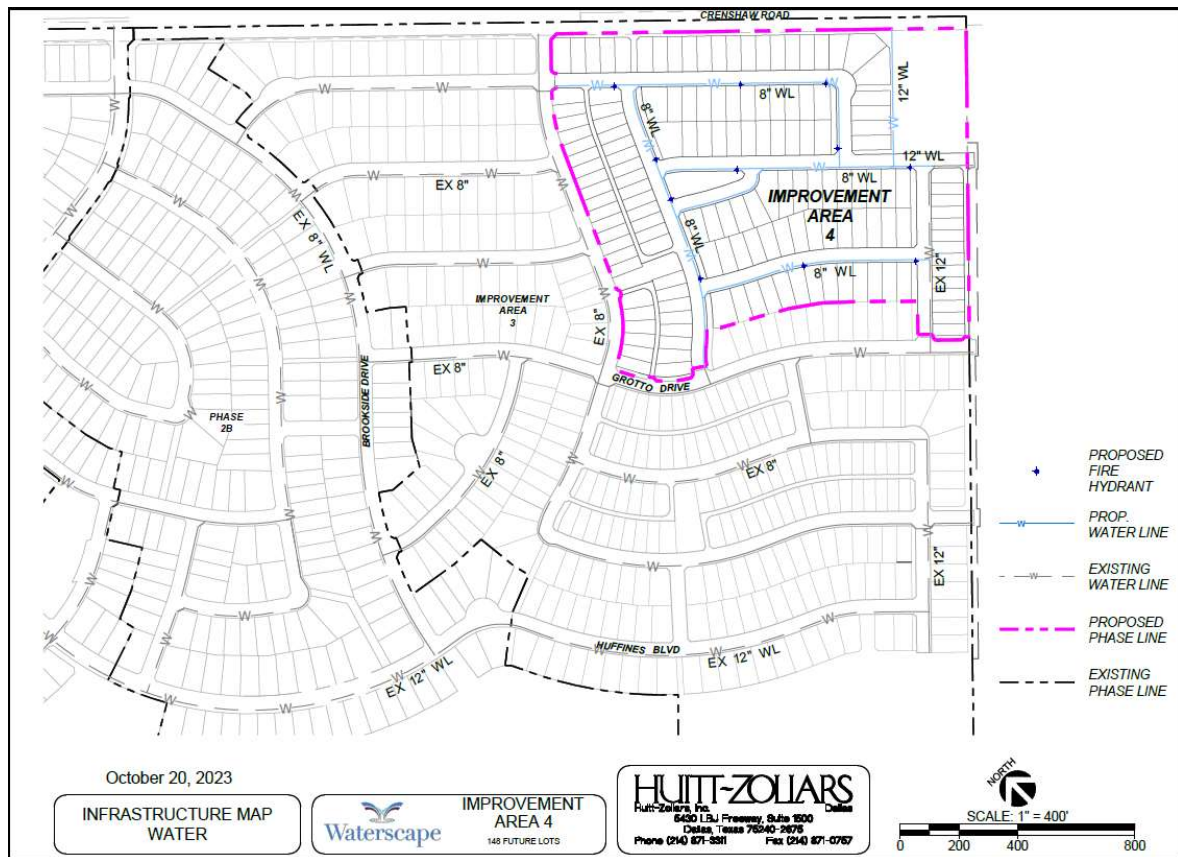 CRENSHAW ROAD
W
W
W
8" WL
8" WL
12" WL
W
W
W
W
W
12" WL
W
8" WL
EX 8"
W
W
IMPROVEMENT
AREA
4
W
W
EX 8" WL
8" WL
W
W
8" WL
W
EX 12"
W
W
W
W
IMPROVEMENT
AREA
3
EX 8"
W
W
EX 8"
W
GROTTO DRIVE
BROOKSIDE DRIVE
PHASE
2B
W
W
EX 8"
W
EX 8"
W
W
W
W
W
W
EX 12"
W
W
W
W
W
HUFFINES BLVD
W
W
EX 12" WL
W
EX 12" WL
W
W
PROPOSED
FIRE
HYDRANT
W
PROP.
WATER LINE
W
EXISTING
WATER LINE
PROPOSED
PHASE LINE
EXISTING
PHASE LINE
October 20, 2023
INFRASTRUCTURE MAP
WATER
Waterscape
IMPROVEMENT
AREA 4
148 FUTURE LOTS
HUITT-ZOLLARS
Huitt-Zollars, Inc. Dallas
5430 LBJ Freeway, Suite 1500
Dallas, Texas 75240-2675
Phone (214) 871-3311 Fax (214) 871-0757
NORTH
SCALE: 1" = 400'
0 200 400 800